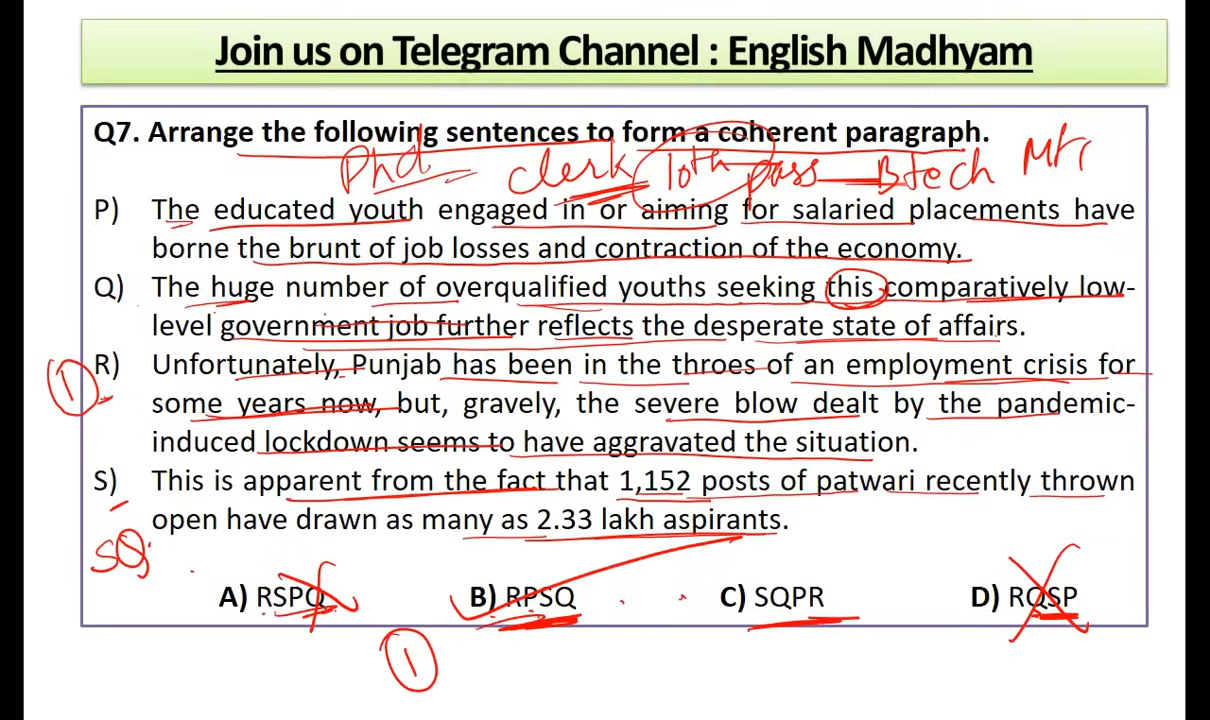 Join us on Telegram Channel : English Madhyam
Q7. Arrange the following sentences to form a coherent paragraph.
Phd clerk 10th pass Btech
P) The educated youth engaged in or aiming for salaried placements have
borne the brunt of job losses and contraction of the economy.
Q) The huge number of overqualified youths seeking this comparatively low-
level government job further reflects the desperate state of affairs.
1 R) Unfortunately, Punjab has been in the throes of an employment crisis for
some years now, but, gravely, the severe blow dealt by the pandemic-
induced lockdown seems to have aggravated the situation.
S) This is apparent from the fact that 1,152 posts of patwari recently thrown
open have drawn as many as 2.33 lakh aspirants.
SQ
A) RSPQ B) RPSQ C) SQPR D) RQSP
1